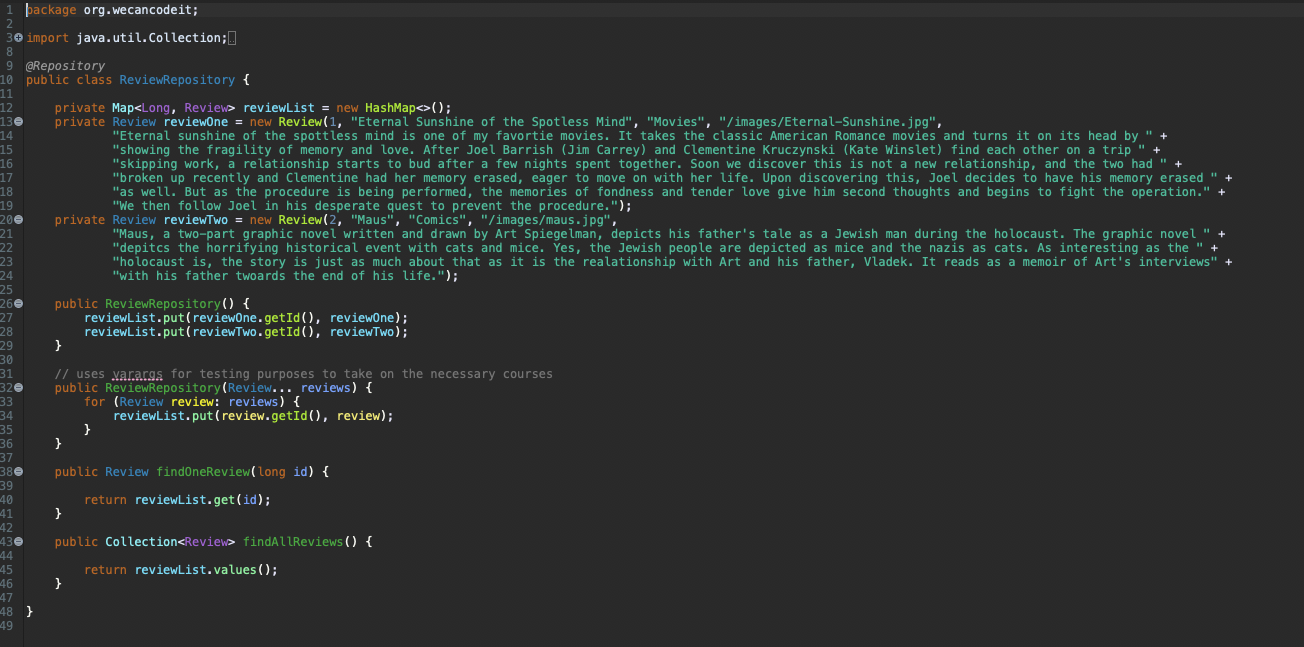 1 package org.wecancodeit;
2
3 import java.util.Collection;
8
9 @Repository
10 public class ReviewRepository {
11
12     private Map<Long, Review> reviewList = new HashMap<>();
13     private Review reviewOne = new Review(1, "Eternal Sunshine of the Spotless Mind", "Movies", "/images/Eternal-Sunshine.jpg",
14             "Eternal sunshine of the spottless mind is one of my favortie movies. It takes the classic American Romance movies and turns it on its head by " +
15             "showing the fragility of memory and love. After Joel Barrish (Jim Carrey) and Clementine Kruczynski (Kate Winslet) find each other on a trip " +
16             "skipping work, a relationship starts to bud after a few nights spent together. Soon we discover this is not a new relationship, and the two had " +
17             "broken up recently and Clementine had her memory erased, eager to move on with her life. Upon discovering this, Joel decides to have his memory erased " +
18             "as well. But as the procedure is being performed, the memories of fondness and tender love give him second thoughts and begins to fight the operation." +
19             "We then follow Joel in his desperate quest to prevent the procedure.");
20     private Review reviewTwo = new Review(2, "Maus", "Comics", "/images/maus.jpg",
21             "Maus, a two-part graphic novel written and drawn by Art Spiegelman, depicts his father's tale as a Jewish man during the holocaust. The graphic novel " +
22             "depitcs the horrifying historical event with cats and mice. Yes, the Jewish people are depicted as mice and the nazis as cats. As interesting as the " +
23             "holocaust is, the story is just as much about that as it is the realationship with Art and his father, Vladek. It reads as a memoir of Art's interviews" +
24             "with his father twoards the end of his life.");
25
26     public ReviewRepository() {
27         reviewList.put(reviewOne.getId(), reviewOne);
28         reviewList.put(reviewTwo.getId(), reviewTwo);
29     }
30
31     // uses varargs for testing purposes to take on the necessary courses
32     public ReviewRepository(Review... reviews) {
33         for (Review review: reviews) {
34             reviewList.put(review.getId(), review);
35         }
36     }
37
38     public Review findOneReview(long id) {
39
40         return reviewList.get(id);
41     }
42
43     public Collection<Review> findAllReviews() {
44
45         return reviewList.values();
46     }
47
48 }
49